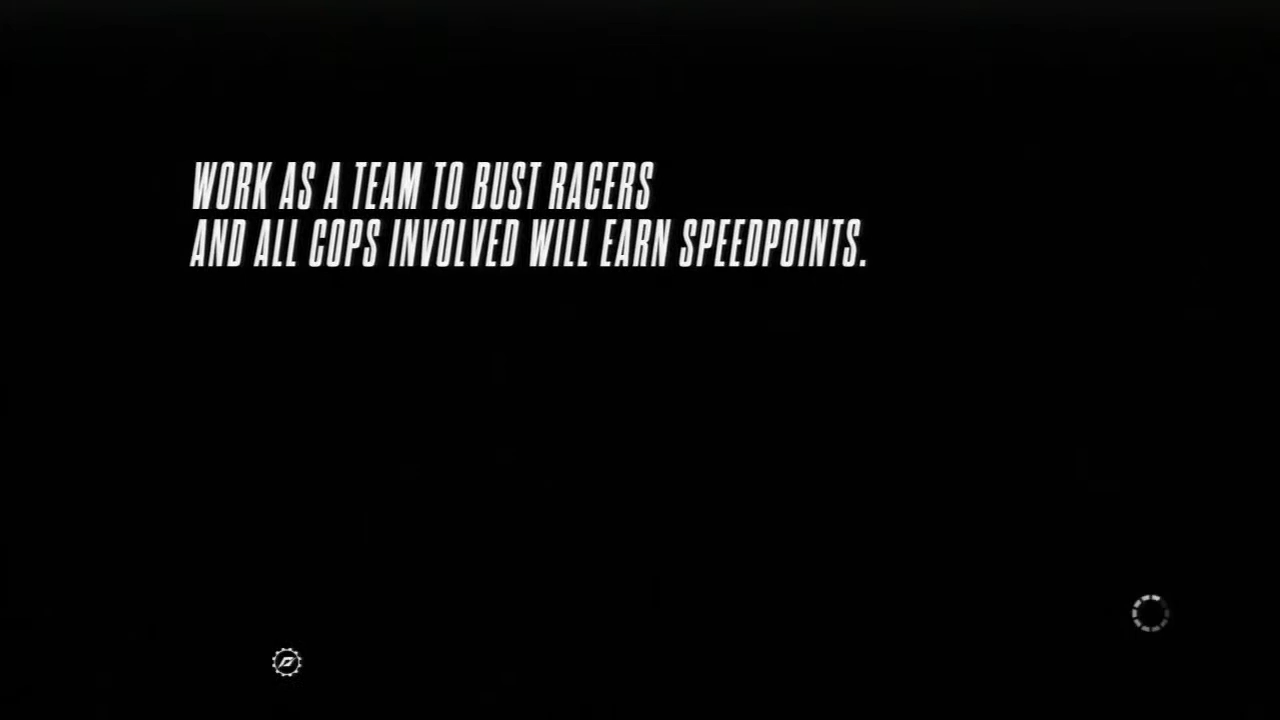 WORK AS A TEAM TO BUST RACERS
AND ALL COPS INVOLVED WILL EARN SPEEDPOINTS.